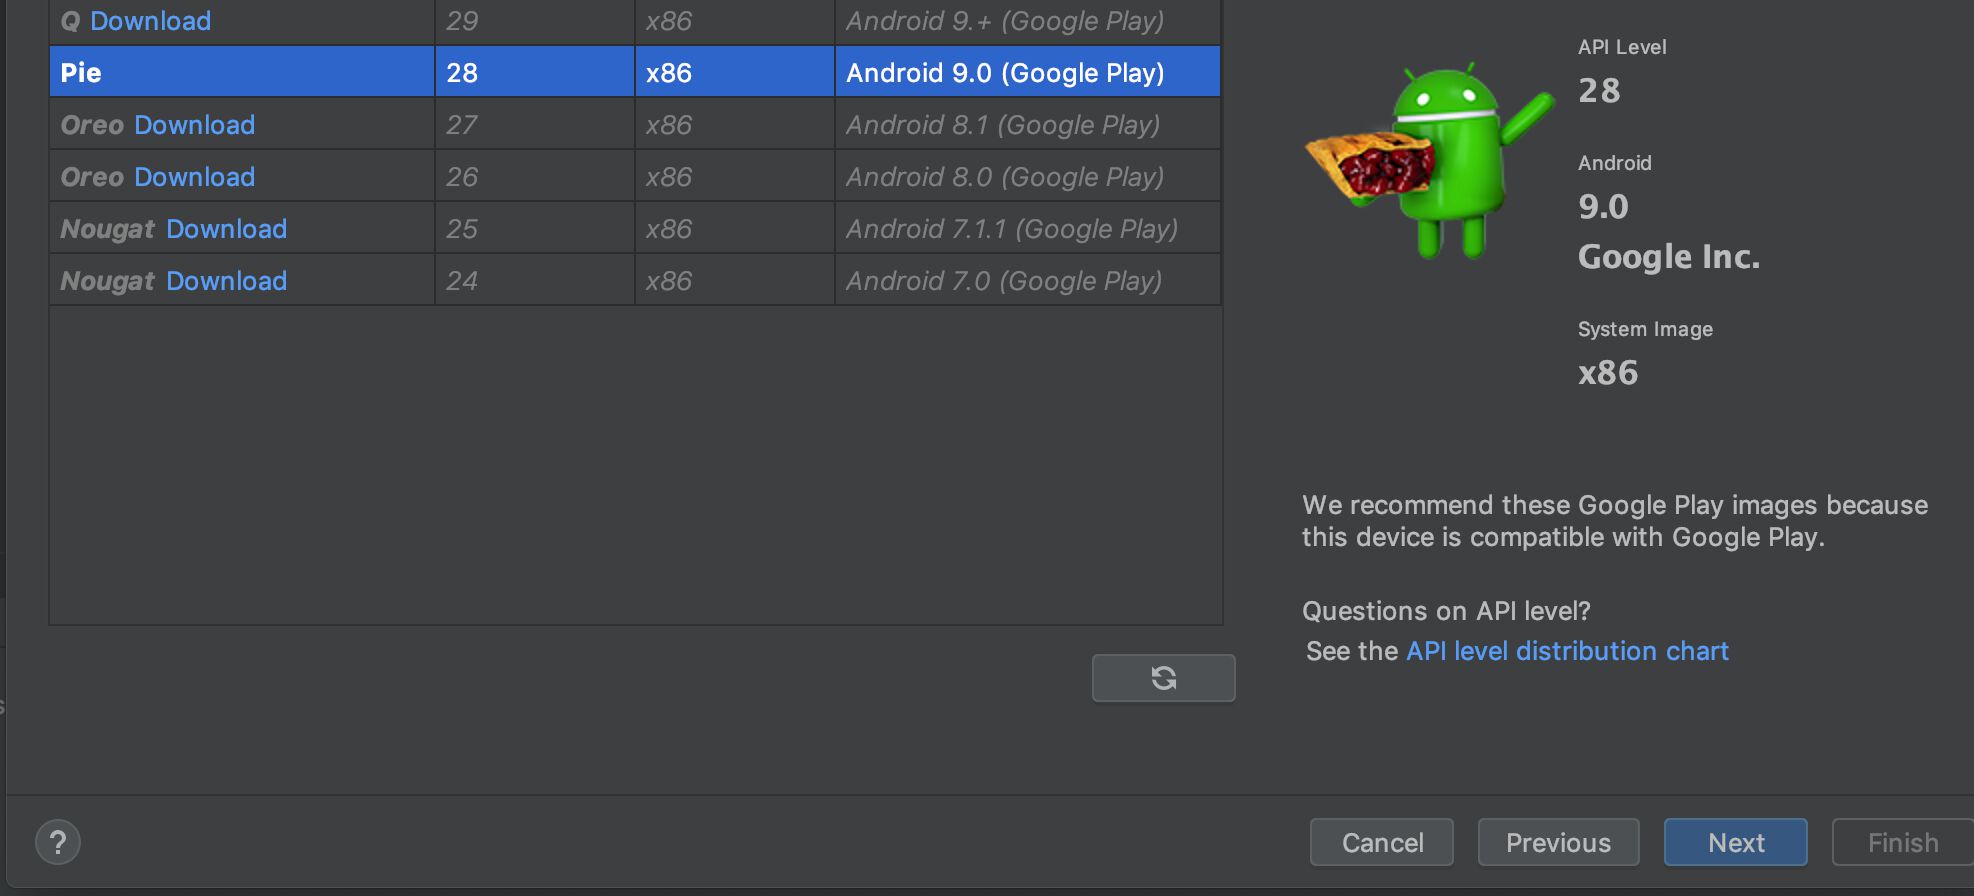 Q Download 29 x86 Android 9.+ (Google Play)
Pie 28 x86 Android 9.0 (Google Play)
Oreo Download 27 x86 Android 8.1 (Google Play)
Oreo Download 26 x86 Android 8.0 (Google Play)
Nougat Download 25 x86 Android 7.1.1 (Google Play)
Nougat Download 24 x86 Android 7.0 (Google Play)
API Level
28
Android
9.0
Google Inc.
System Image
x86
We recommend these Google Play images because
this device is compatible with Google Play.
Questions on API level?
See the API level distribution chart
s
?
Cancel Previous Next Finish